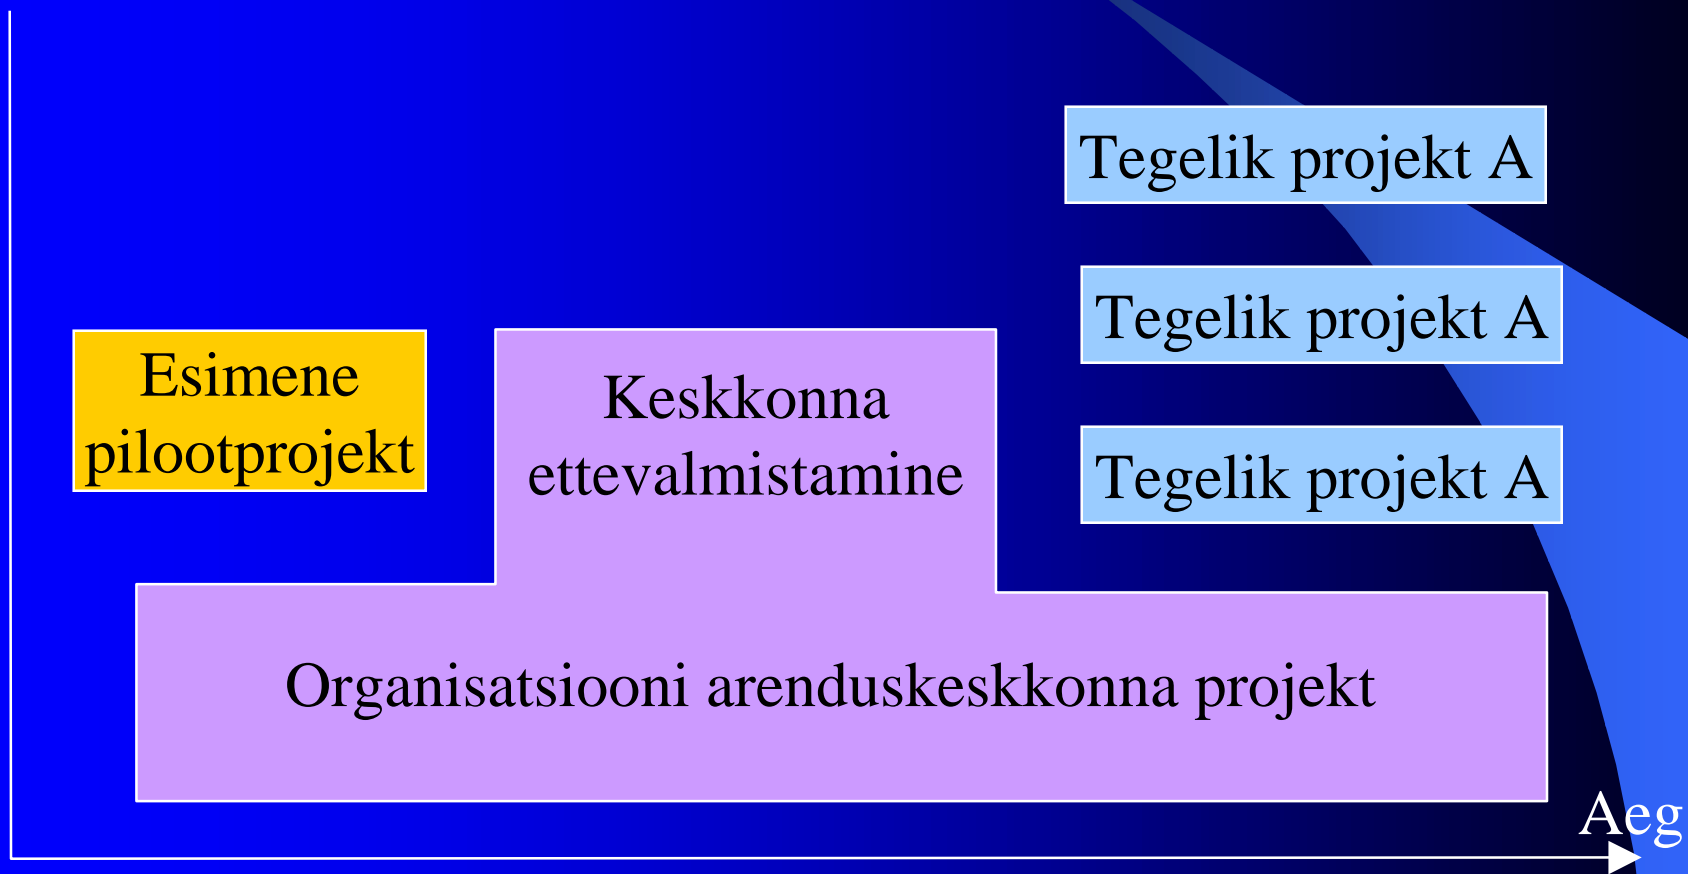 Tegelik projekt A
Tegelik projekt A
Esimene
pilootprojekt
Keskkonna
ettevalmistamine
Tegelik projekt A
Organisatsiooni arenduskeskkonna projekt
Aeg